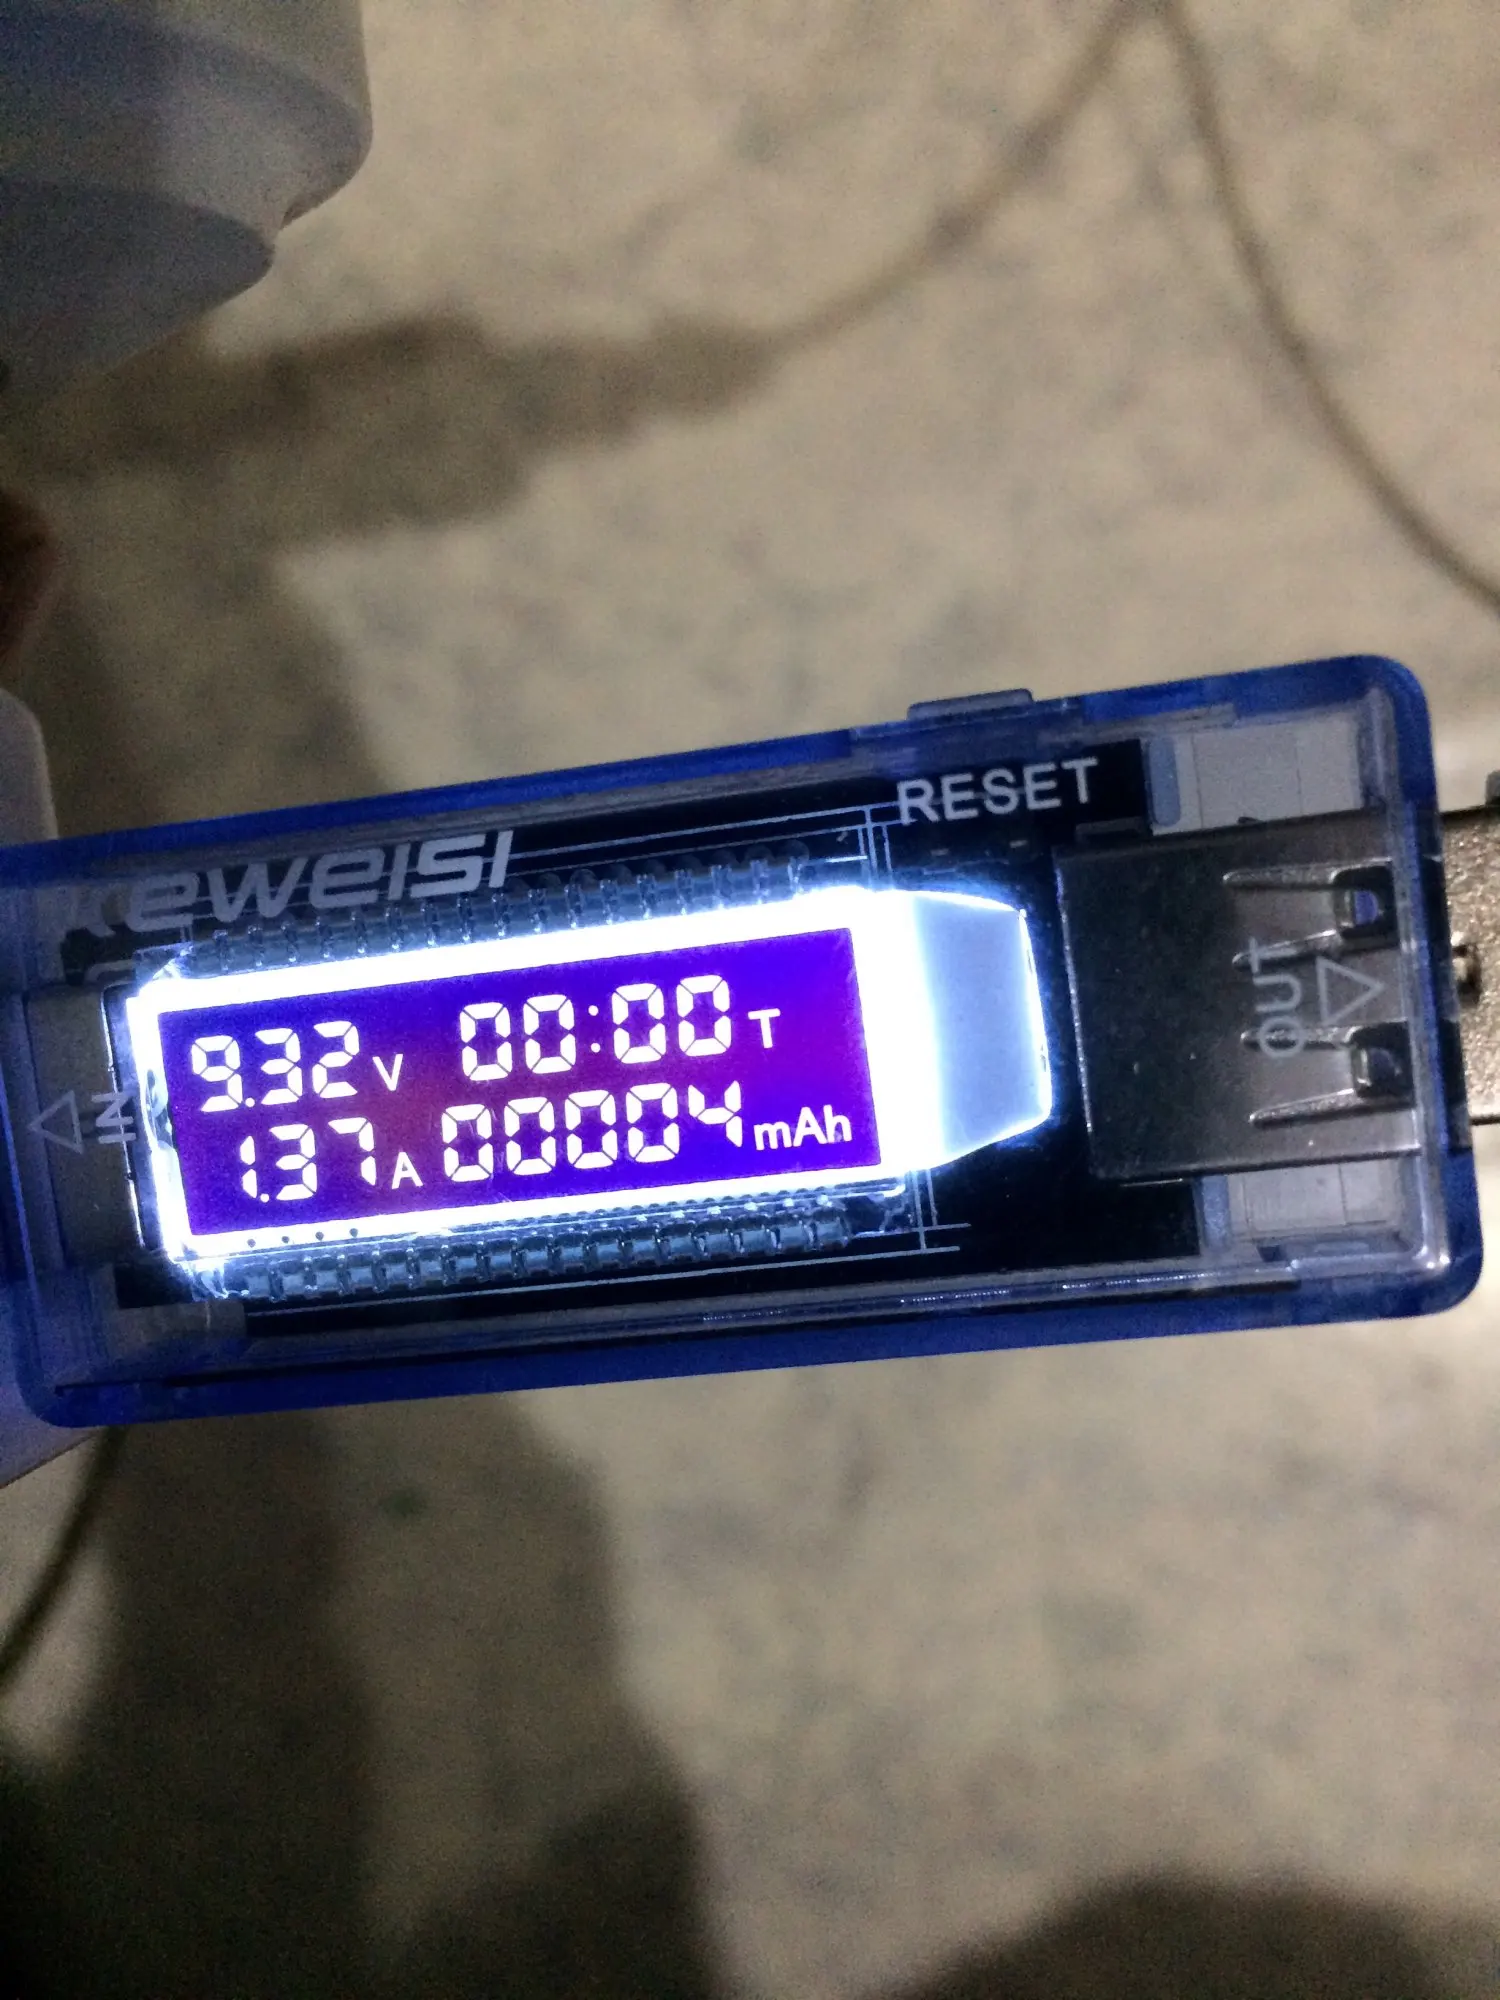 RESET
KEWEISI
OUT
IN
9.32V 00:00T
1.37A 00004mAh